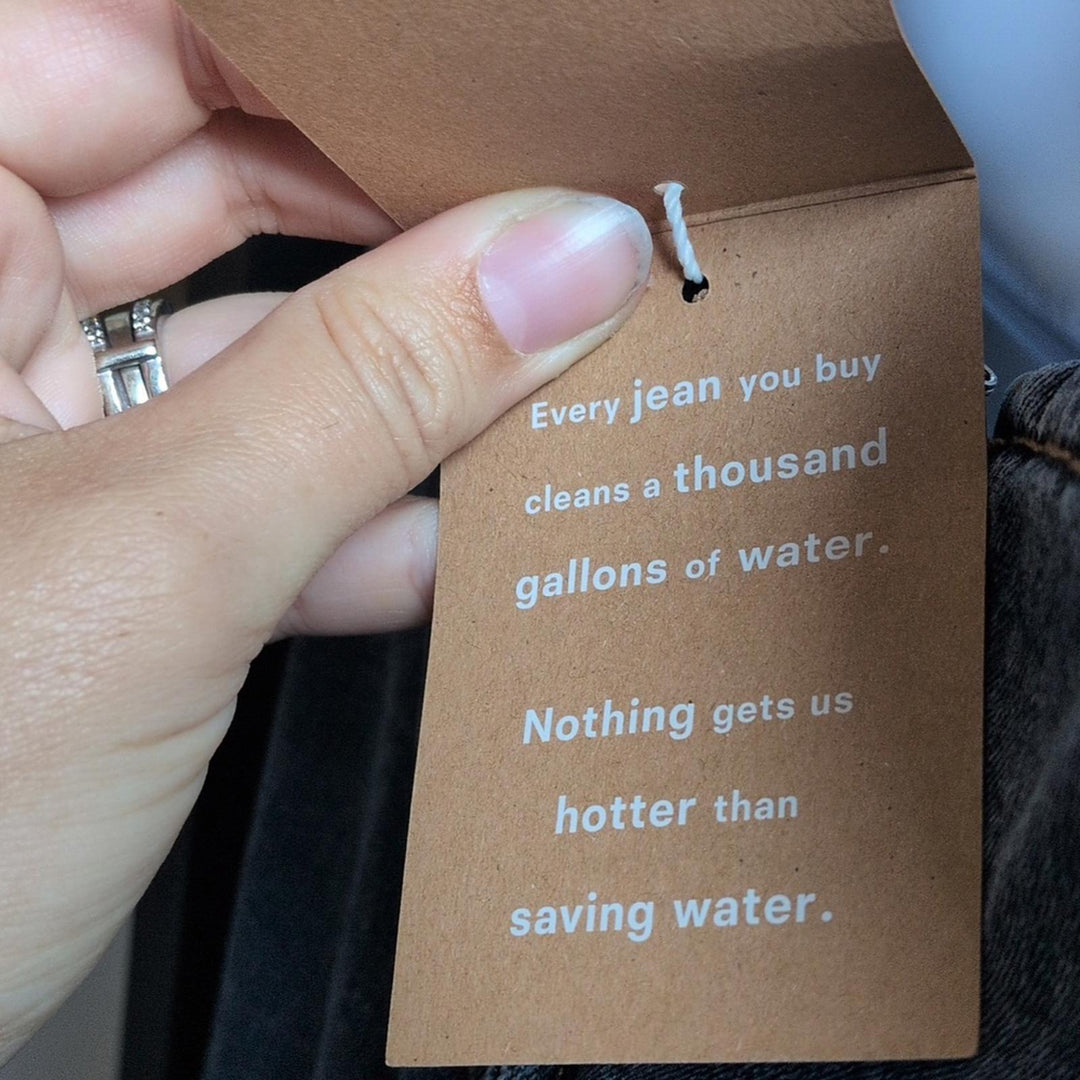 Every jean you buy
cleans a thousand
gallons of water.
Nothing gets us
hotter than
saving water.